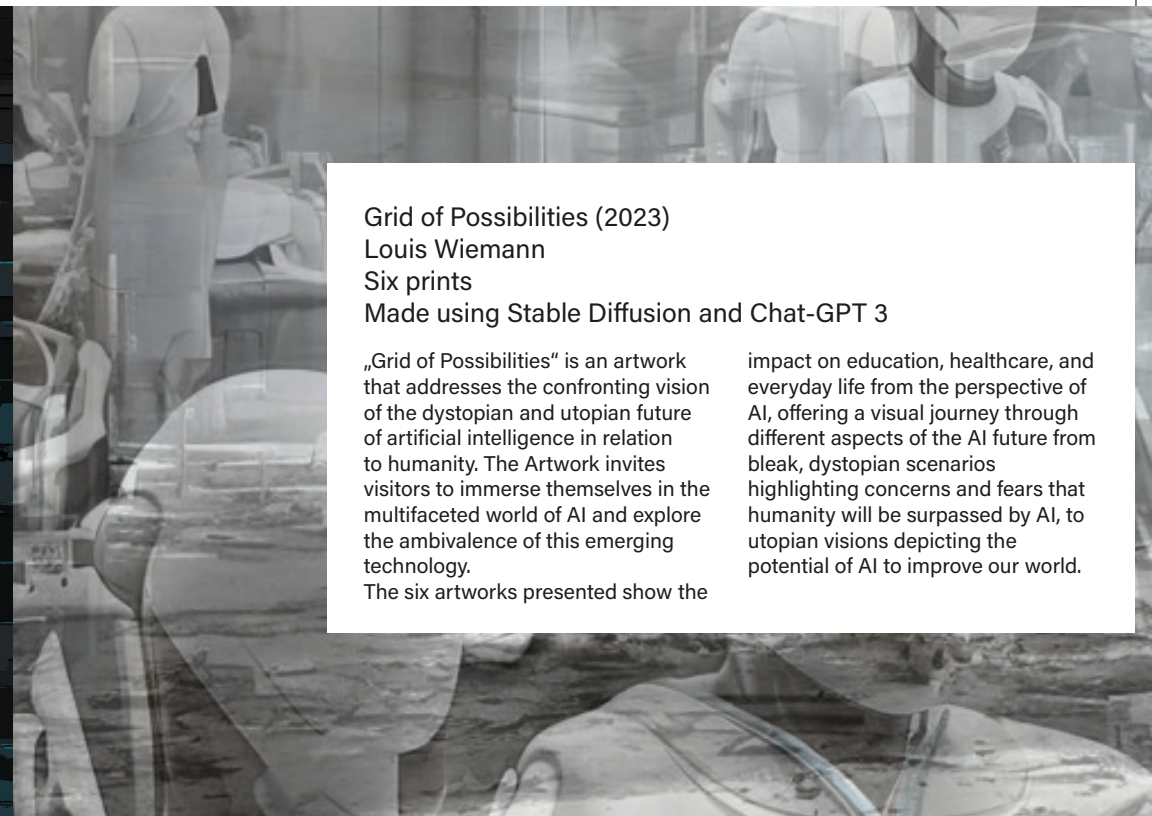 Grid of Possibilities (2023)
Louis Wiemann
Six prints
Made using Stable Diffusion and Chat-GPT 3
„Grid of Possibilities“ is an artwork
that addresses the confronting vision
of the dystopian and utopian future
of artificial intelligence in relation
to humanity. The Artwork invites
visitors to immerse themselves in the
multifaceted world of AI and explore
the ambivalence of this emerging
technology.
The six artworks presented show the
impact on education, healthcare, and
everyday life from the perspective of
AI, offering a visual journey through
different aspects of the AI future from
bleak, dystopian scenarios
highlighting concerns and fears that
humanity will be surpassed by AI, to
utopian visions depicting the
potential of AI to improve our world.